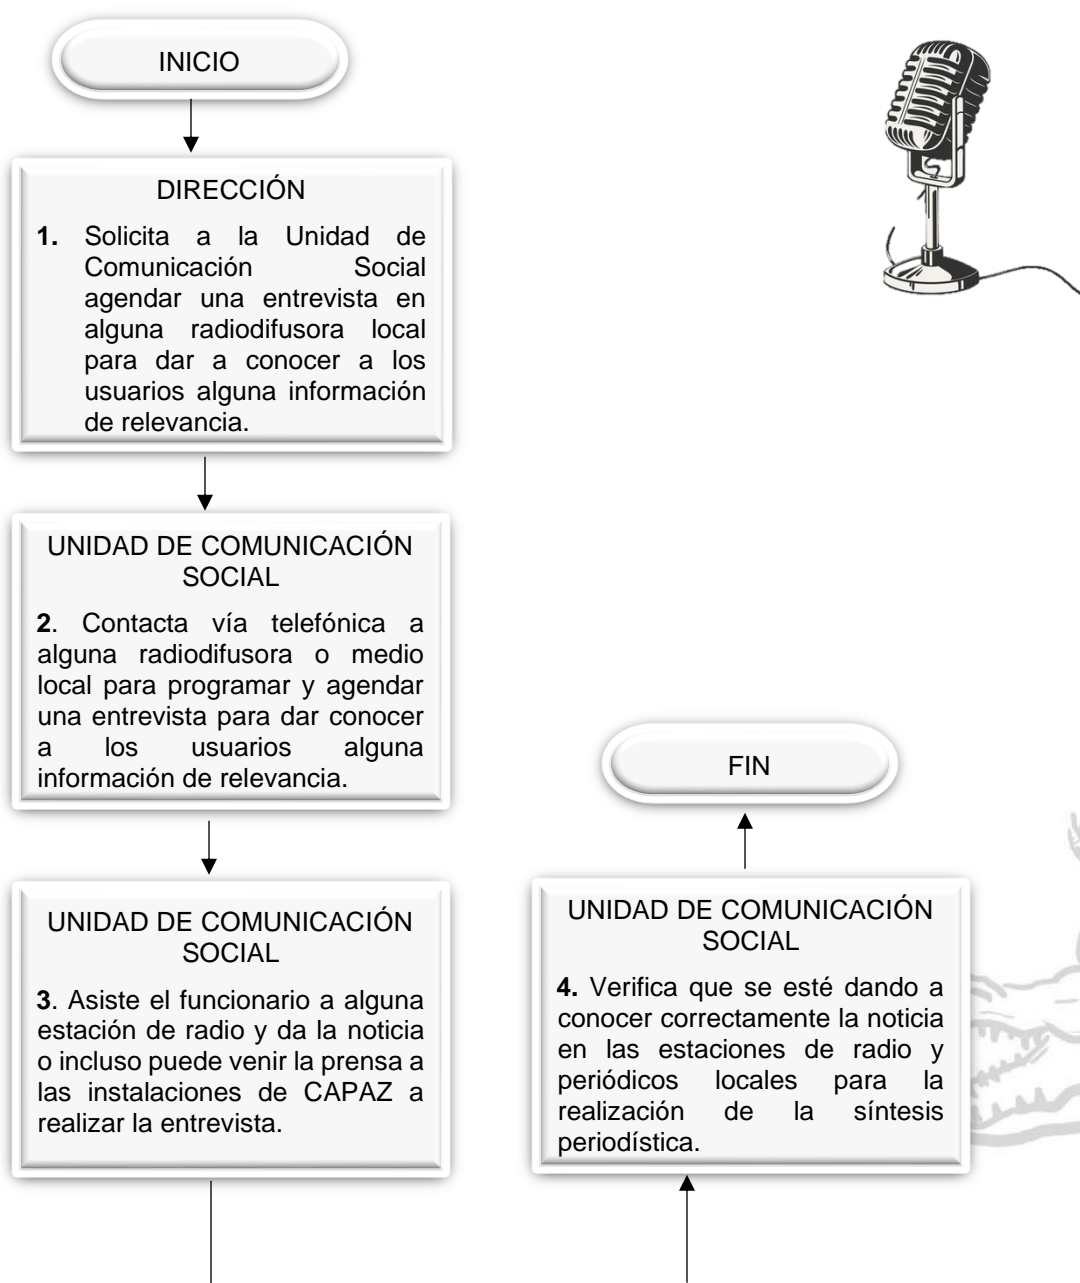 INICIO
DIRECCIÓN
1. Solicita a la Unidad de
Comunicación Social
agendar una entrevista en
alguna radiodifusora local
para dar a conocer a los
usuarios alguna información
de relevancia.
UNIDAD DE COMUNICACIÓN
SOCIAL
2. Contacta vía telefónica a
alguna radiodifusora o medio
local para programar y agendar
una entrevista para dar conocer
a los usuarios alguna
información de relevancia.
UNIDAD DE COMUNICACIÓN
SOCIAL
3. Asiste el funcionario a alguna
estación de radio y da la noticia
o incluso puede venir la prensa a
las instalaciones de CAPAZ a
realizar la entrevista.
UNIDAD DE COMUNICACIÓN
SOCIAL
4. Verifica que se esté dando a
conocer correctamente la noticia
en las estaciones de radio y
periódicos locales para la
realización de la síntesis
periodística.
FIN